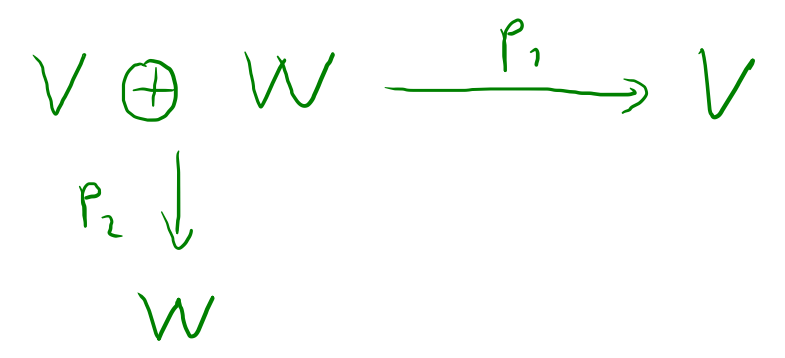 P₁
V ⊕ W → V
P₂ ↓
W